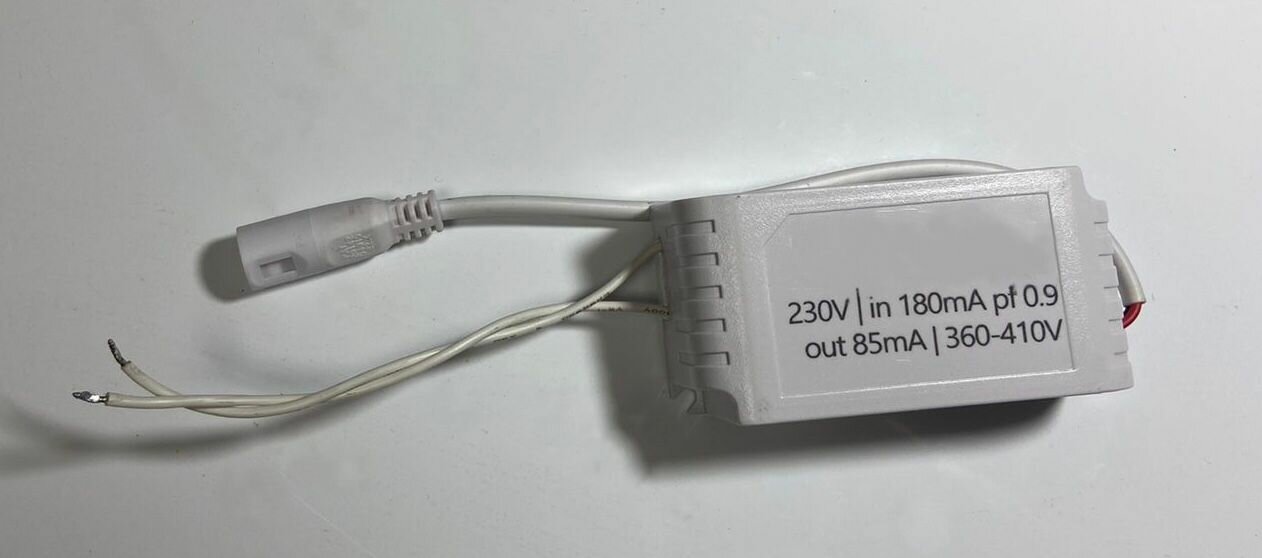 230V | in 180mA pf 0.9
out 85mA | 360-410V